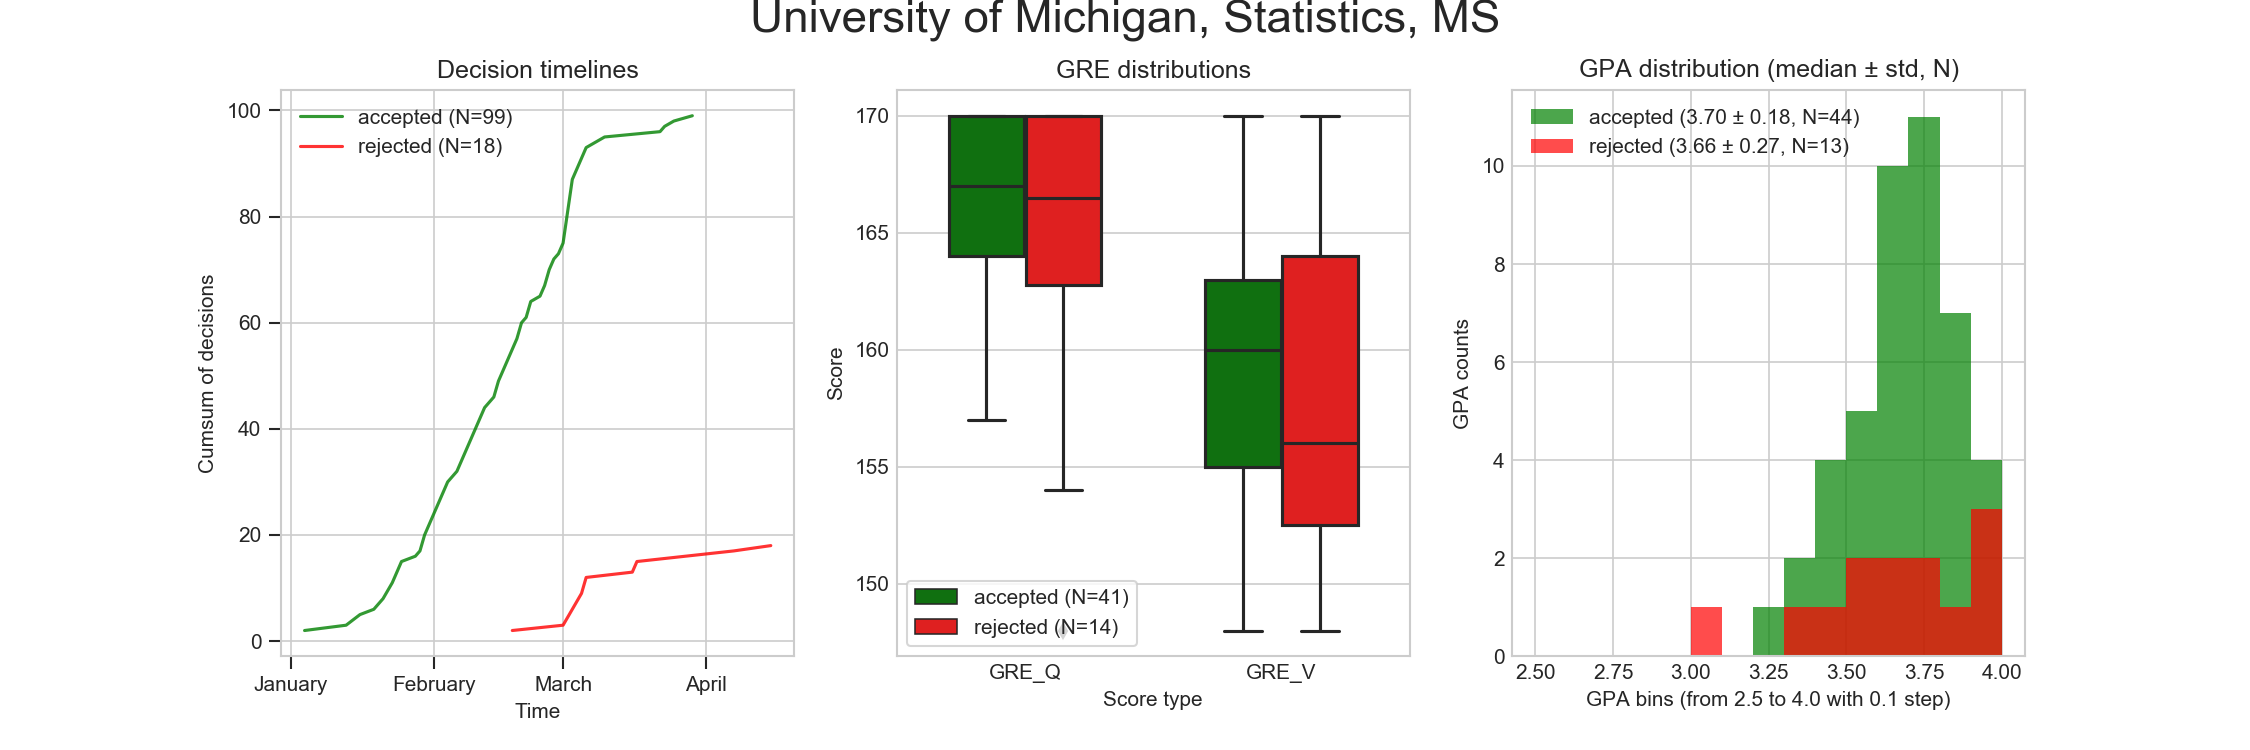 University of Michigan, Statistics, MS
Decision timelines
accepted (N=99)
rejected (N=18)
100
80
60
40
20
0
Cumsum of decisions
January February March April
Time
GRE distributions
170
165
160
155
150
Score
accepted (N=41)
rejected (N=14)
GRE_Q GRE_V
Score type
GPA distribution (median ± std, N)
accepted (3.70 ± 0.18, N=44)
rejected (3.66 ± 0.27, N=13)
10
8
6
4
2
0
GPA counts
2.50 2.75 3.00 3.25 3.50 3.75 4.00
GPA bins (from 2.5 to 4.0 with 0.1 step)